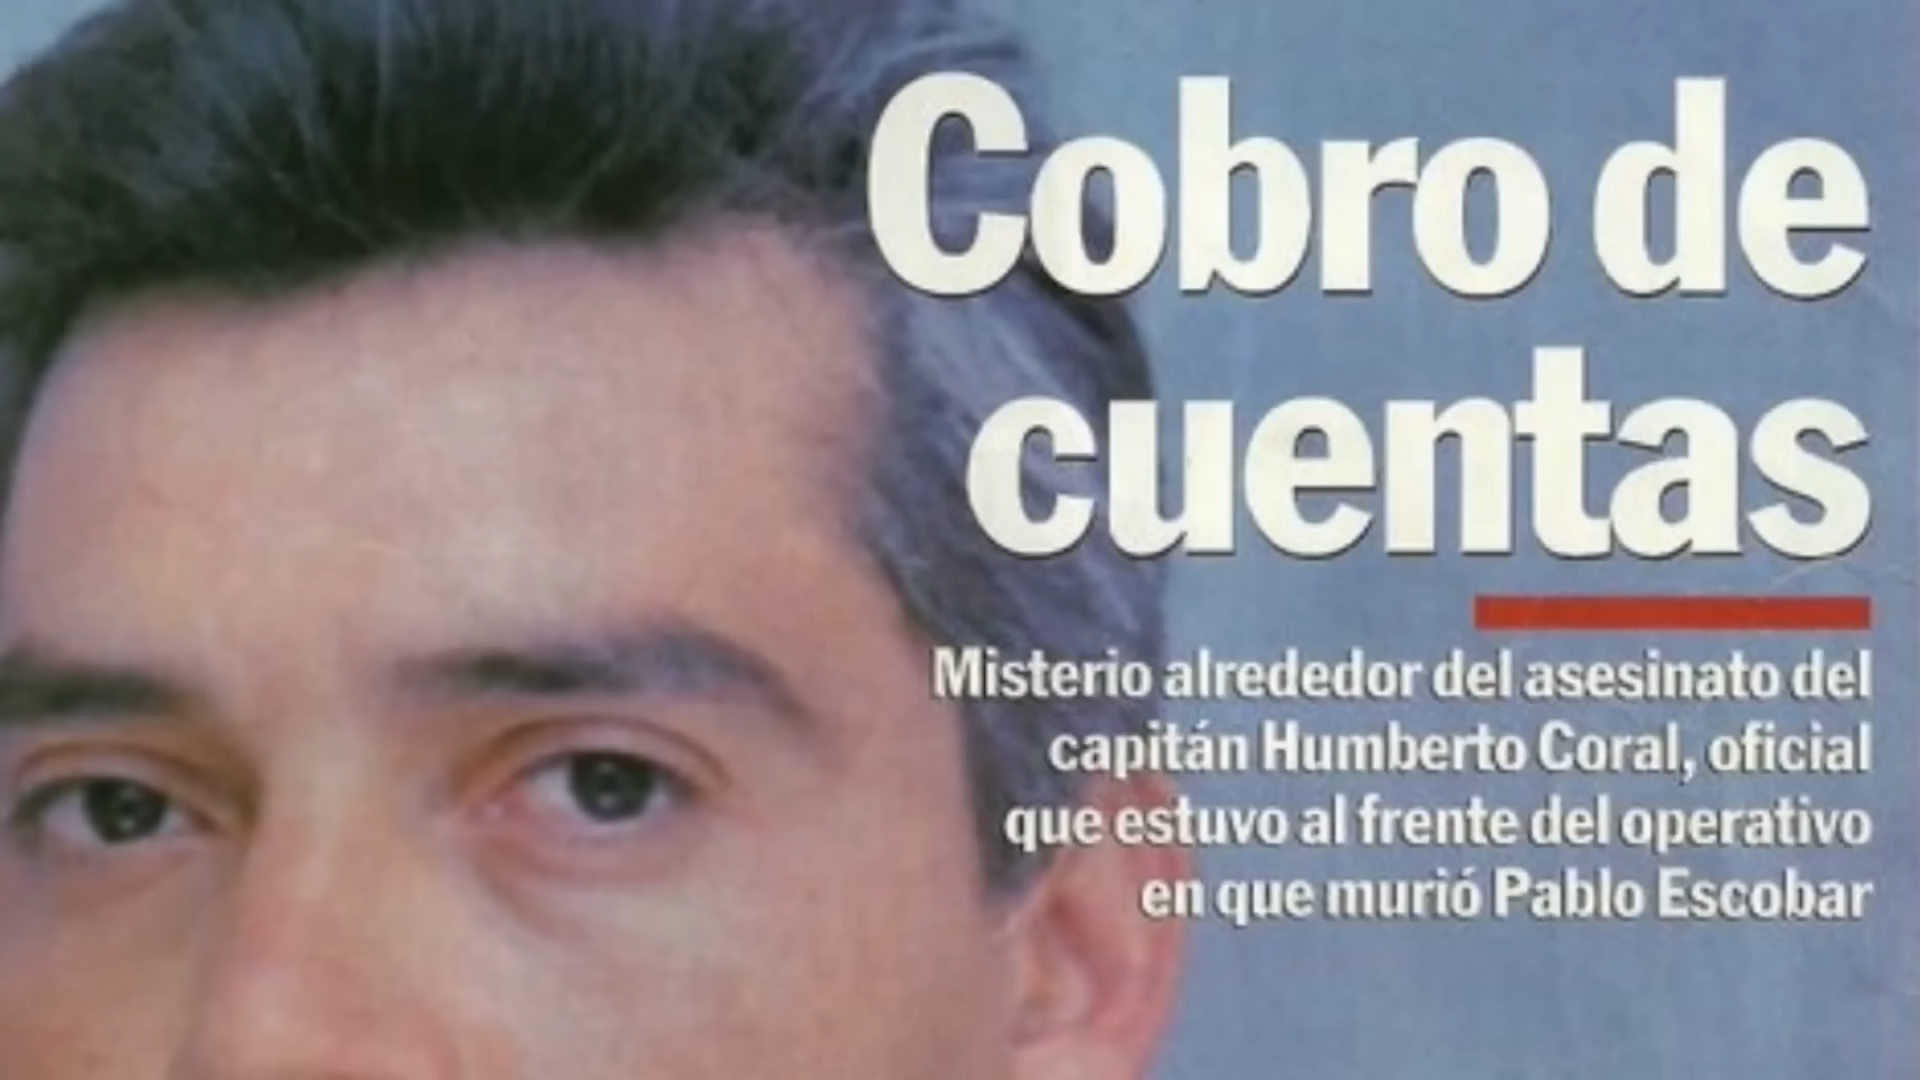 Cobro de
cuentas
Misterio alrededor del asesinato del
capitán Humberto Coral, oficial
que estuvo al frente del operativo
en que murió Pablo Escobar